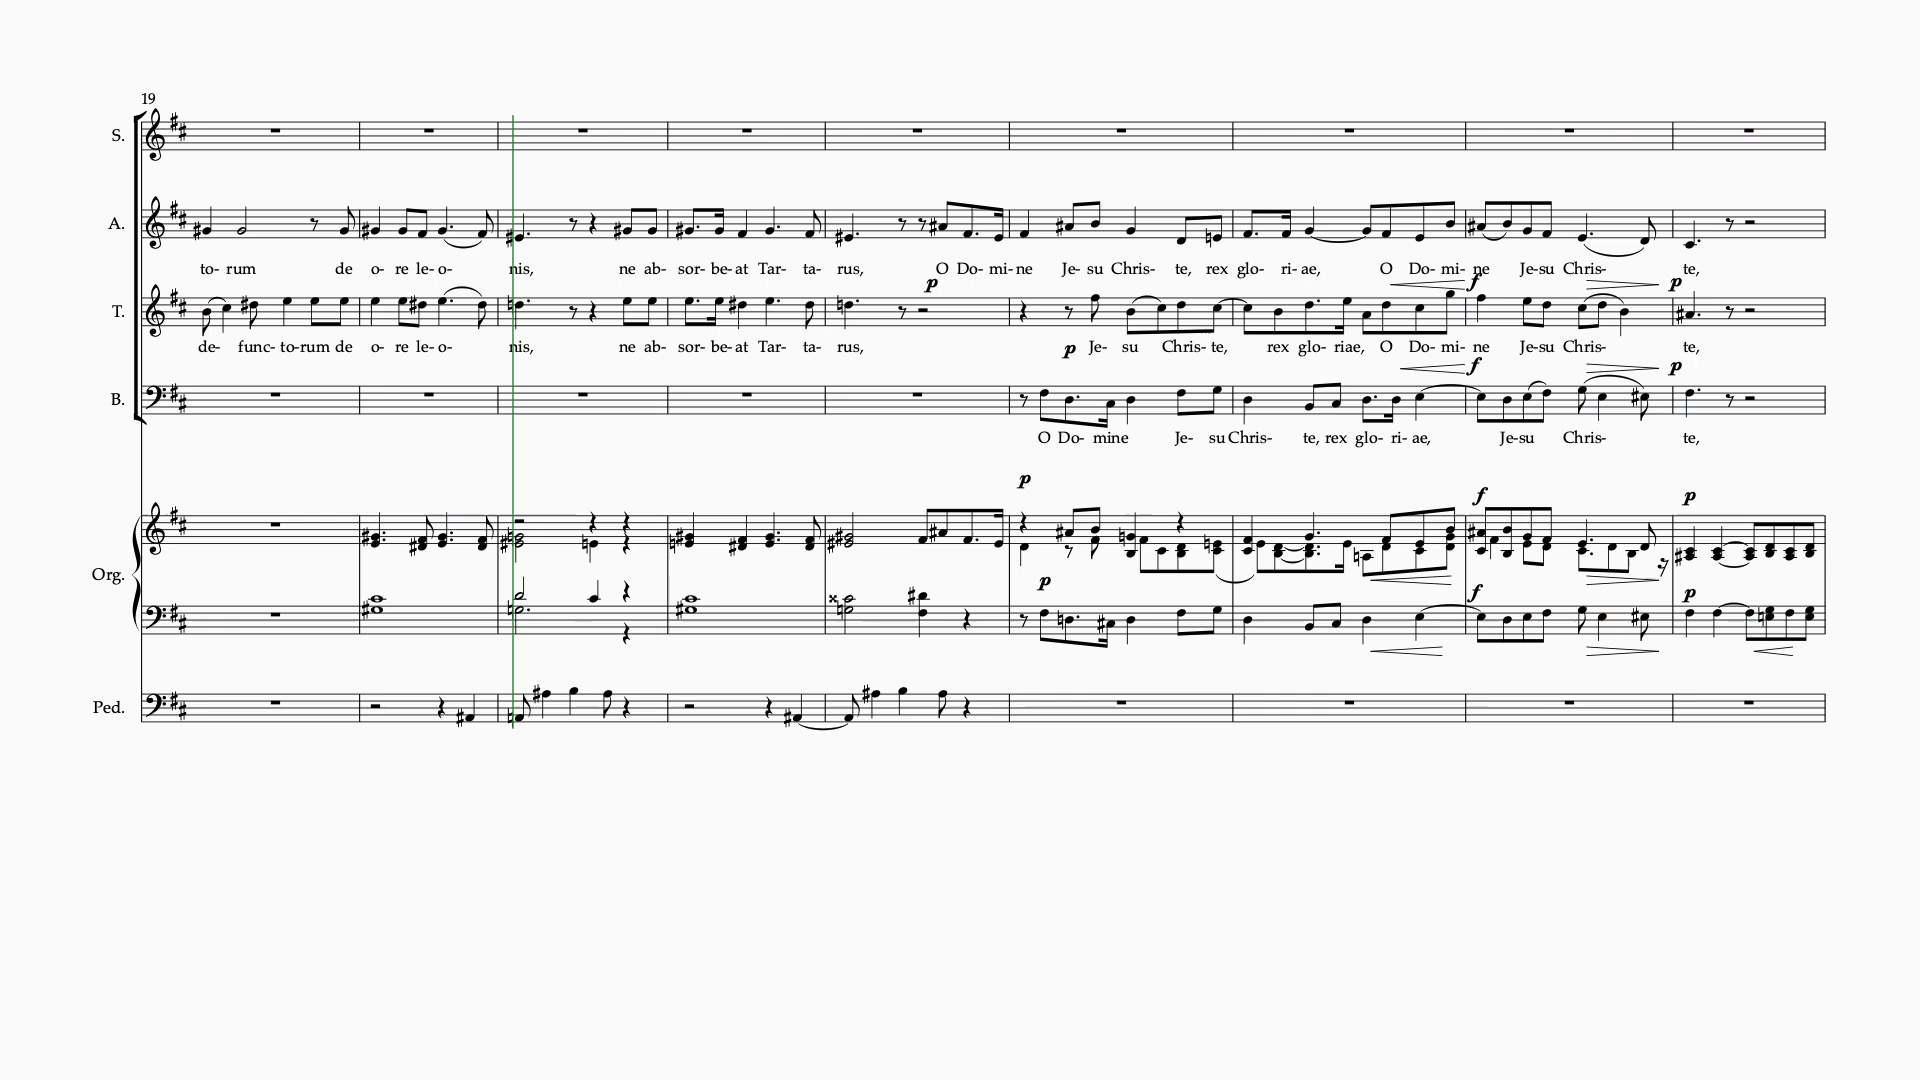 19
S.
A.
to- rum de o- re le- o- nis, ne ab- sor- be- at Tar- ta- rus, O Do- mi- ne Je- su Chris- te, rex glo- ri- ae, O Do- mi- ne Je- su Chris- te,
p f p
T.
de- func- to- rum de o- re le- o- nis, ne ab- sor- be- at Tar- ta- rus, Je- su Chris- te, rex glo- riae, O Do- mi- ne Je- su Chris- te,
p f p
B.
O Do- mine Je- su Chris- te, rex glo- ri- ae, Je- su Chris- te,
p f p
Org.
p f p
Ped.